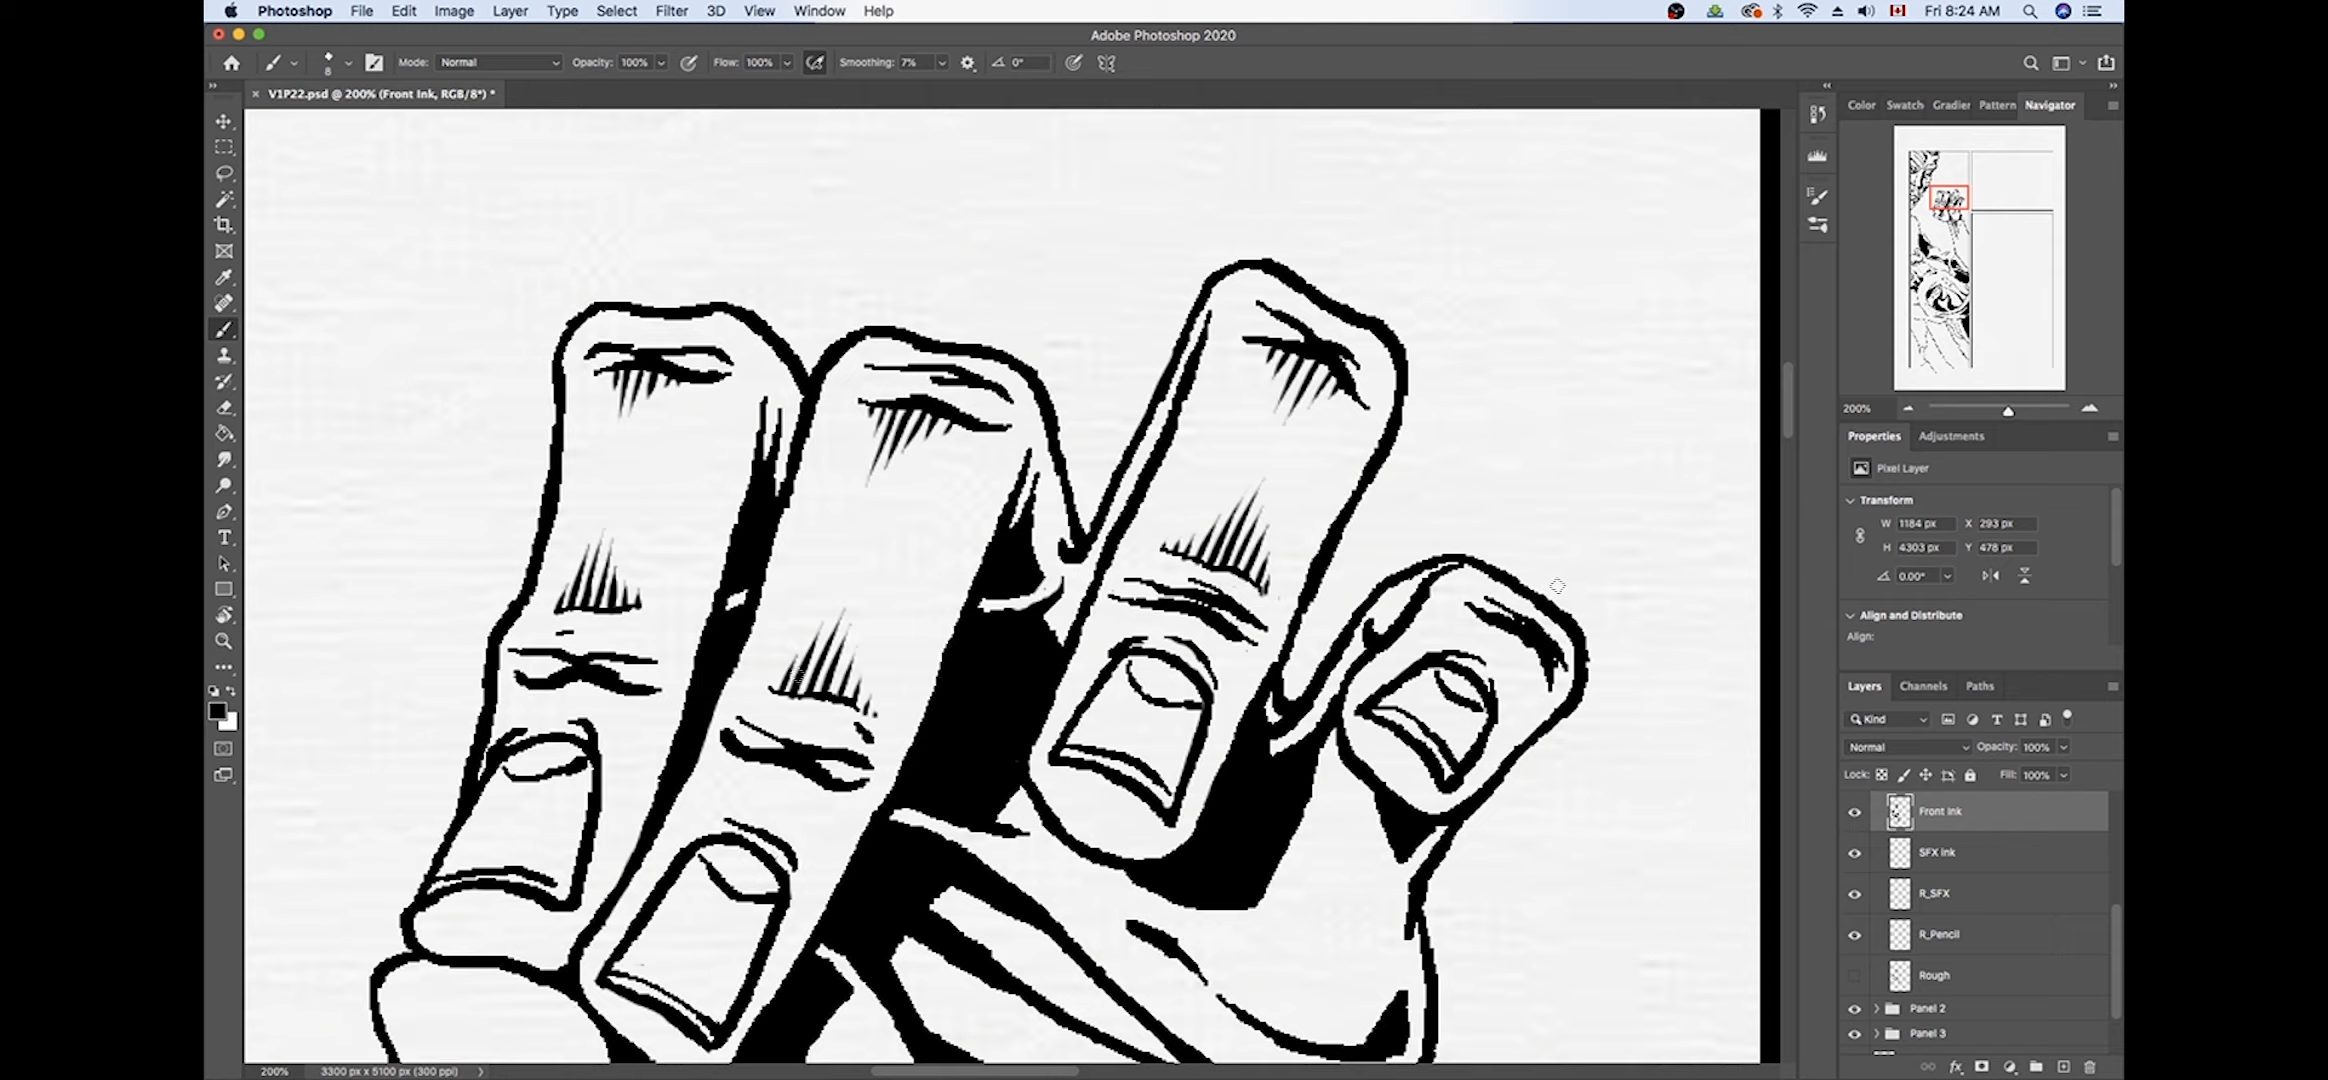 Photoshop File Edit Image Layer Type Select Filter 3D View Window Help Fri 8:24 AM
Adobe Photoshop 2020
8 Mode: Normal Opacity: 100% Flow: 100% Smoothing: 7% 0°
V1P22.psd @ 200% (Front Ink, RGB/8*) *
Color Swatch Gradier Pattern Navigator
200%
Properties Adjustments
Pixel Layer
Transform
W 1184 px X 293 px
H 4303 px Y 478 px
0.00°
Align and Distribute
Align:
Layers Channels Paths
Kind
Normal Opacity: 100%
Lock: Fill: 100%
Front Ink
SFX Ink
R_SFX
R_Pencil
Rough
Panel 2
Panel 3
200% 3300 px x 5100 px (300 ppi)